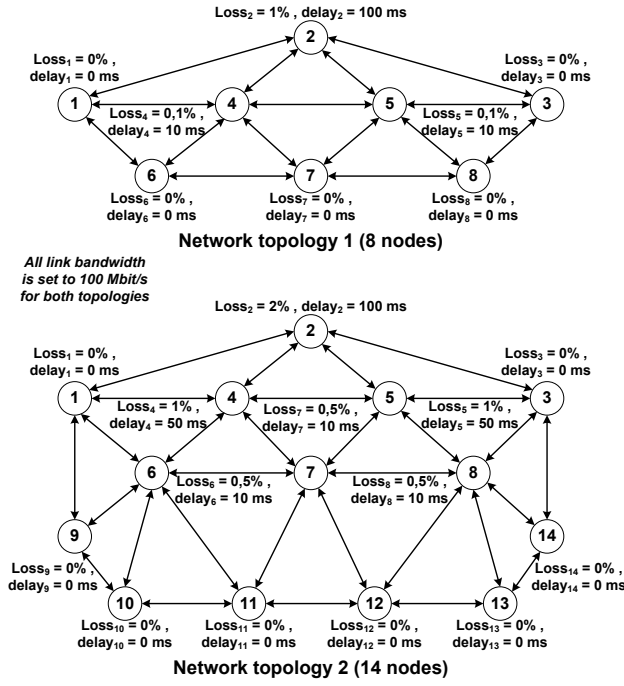 Loss2 = 1% , delay2 = 100 ms
2
Loss1 = 0% ,
delay1 = 0 ms
Loss3 = 0% ,
delay3 = 0 ms
1
4
5
3
Loss4 = 0,1% ,
delay4 = 10 ms
Loss5 = 0,1% ,
delay5 = 10 ms
6
7
8
Loss6 = 0% ,
delay6 = 0 ms
Loss7 = 0% ,
delay7 = 0 ms
Loss8 = 0% ,
delay8 = 0 ms
Network topology 1 (8 nodes)
All link bandwidth
is set to 100 Mbit/s
for both topologies
Loss2 = 2% , delay2 = 100 ms
2
Loss1 = 0% ,
delay1 = 0 ms
Loss3 = 0% ,
delay3 = 0 ms
1
4
5
3
Loss4 = 1% ,
delay4 = 50 ms
Loss7 = 0,5% ,
delay7 = 10 ms
Loss5 = 1% ,
delay5 = 50 ms
6
7
8
Loss6 = 0,5% ,
delay6 = 10 ms
Loss8 = 0,5% ,
delay8 = 10 ms
9
14
Loss9 = 0% ,
delay9 = 0 ms
Loss14 = 0% ,
delay14 = 0 ms
10
11
12
13
Loss10 = 0% ,
delay10 = 0 ms
Loss11 = 0% ,
delay11 = 0 ms
Loss12 = 0% ,
delay12 = 0 ms
Loss13 = 0% ,
delay13 = 0 ms
Network topology 2 (14 nodes)